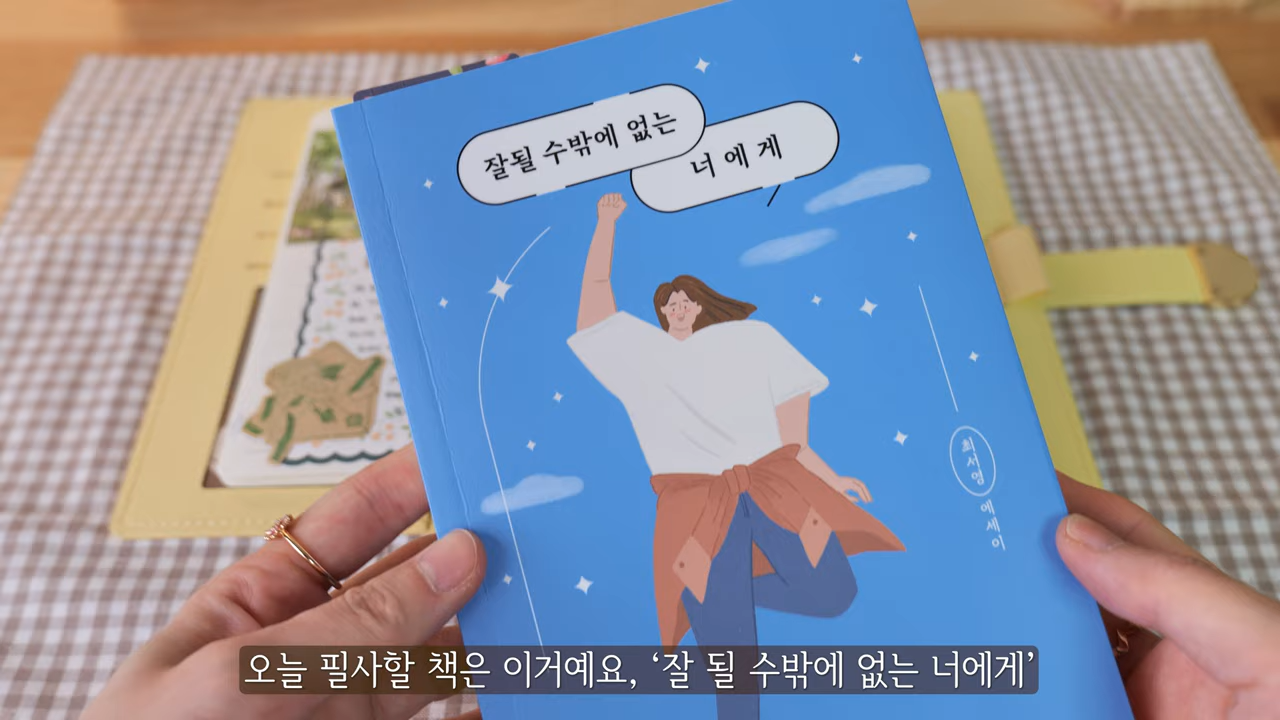 잘될 수밖에 없는
너에게
최서영
에세이
오늘 필사할 책은 이거예요, ‘잘 될 수밖에 없는 너에게’